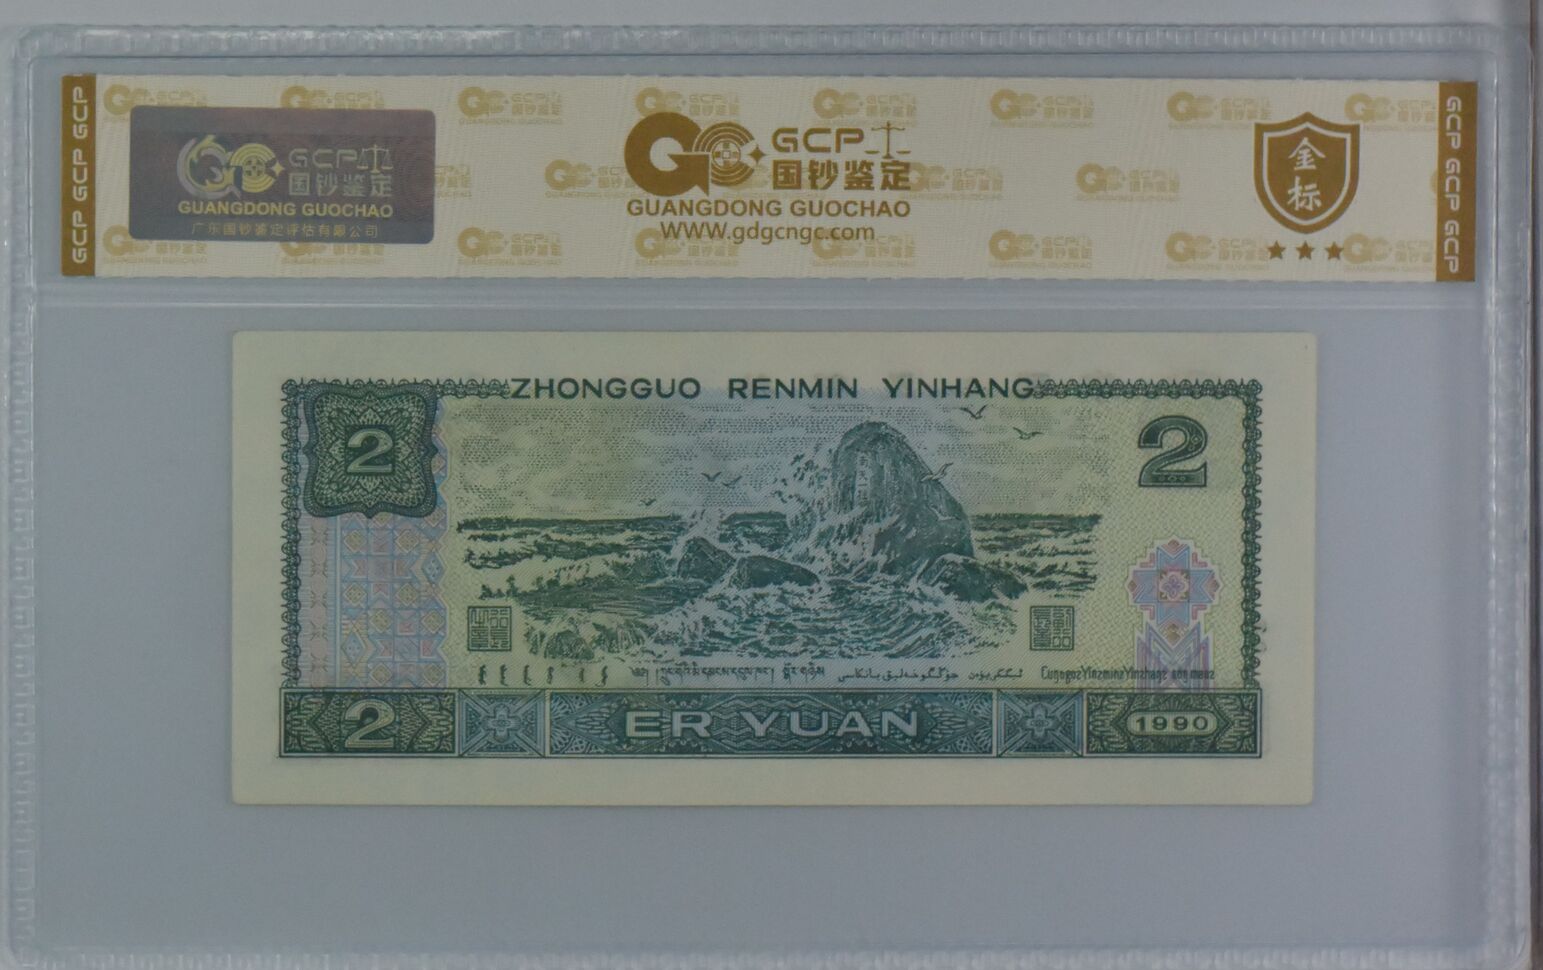 GCP GCP GCP
GCP
国钞鉴定
GUANGDONG GUOCHAO
广东国钞鉴定评估有限公司
GCP
国钞鉴定
GUANGDONG GUOCHAO
WWW.gdgcngc.com
金标
GCP GCP GCP
ZHONGGUO RENMIN YINHANG
2
2
2
ER YUAN
1990